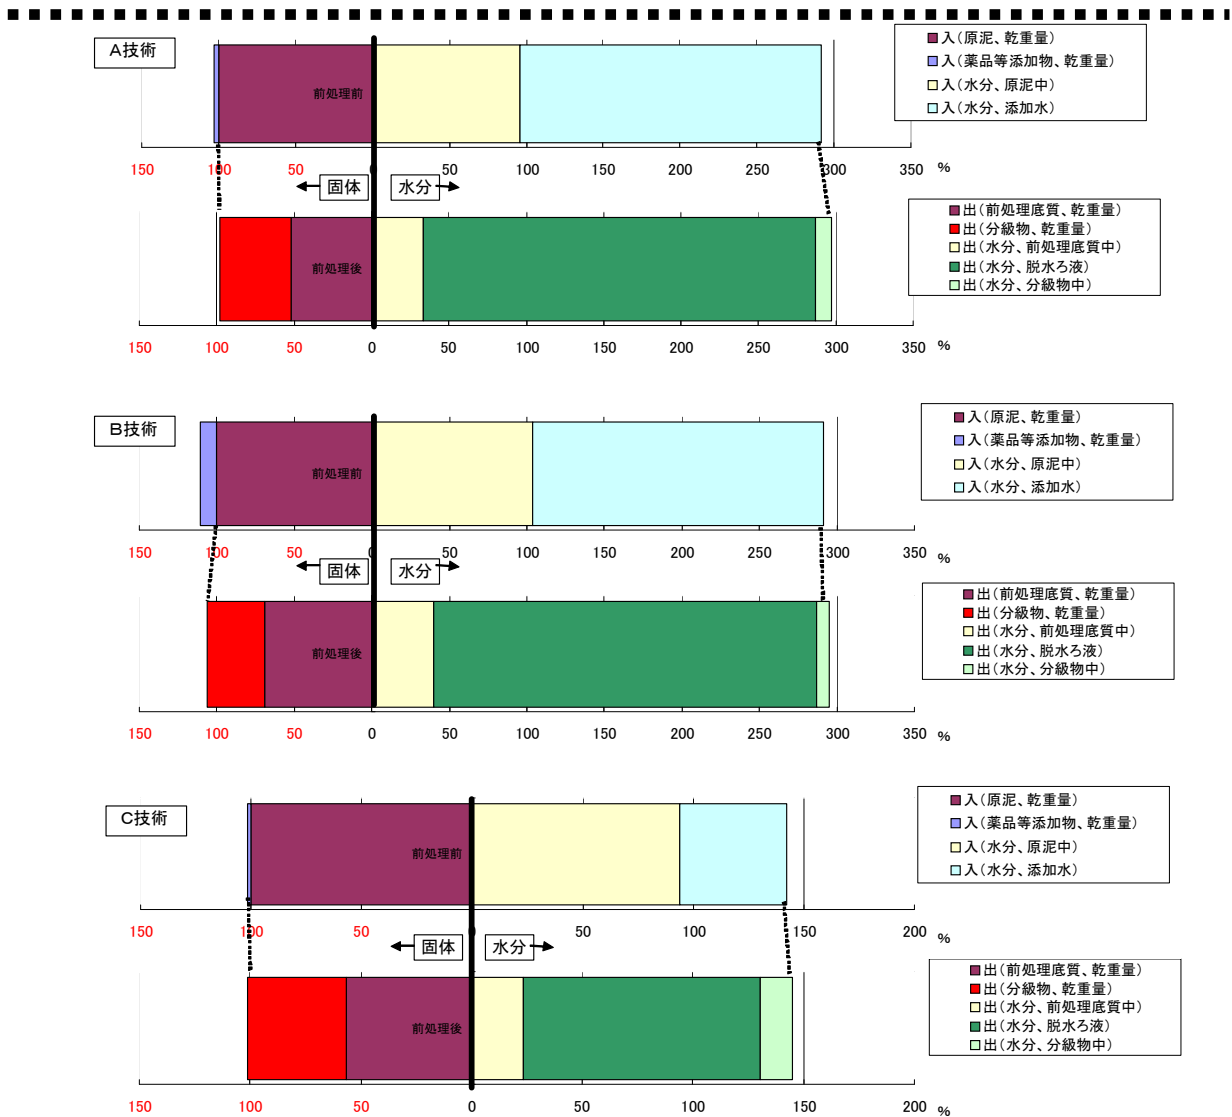 A技術
入(原泥、乾重量)
入(薬品等添加物、乾重量)
入(水分、原泥中)
入(水分、添加水)
前処理前
150 100 50 0 50 100 150 200 250 300 350 %
固体 水分
出(前処理底質、乾重量)
出(分級物、乾重量)
出(水分、前処理底質中)
出(水分、脱水ろ液)
出(水分、分級物中)
前処理後
150 100 50 0 50 100 150 200 250 300 350 %
B技術
入(原泥、乾重量)
入(薬品等添加物、乾重量)
入(水分、原泥中)
入(水分、添加水)
前処理前
150 100 50 0 50 100 150 200 250 300 350 %
固体 水分
出(前処理底質、乾重量)
出(分級物、乾重量)
出(水分、前処理底質中)
出(水分、脱水ろ液)
出(水分、分級物中)
前処理後
150 100 50 0 50 100 150 200 250 300 350 %
C技術
入(原泥、乾重量)
入(薬品等添加物、乾重量)
入(水分、原泥中)
入(水分、添加水)
前処理前
150 100 50 0 50 100 150 200 %
固体 水分
出(前処理底質、乾重量)
出(分級物、乾重量)
出(水分、前処理底質中)
出(水分、脱水ろ液)
出(水分、分級物中)
前処理後
150 100 50 0 50 100 150 200 %